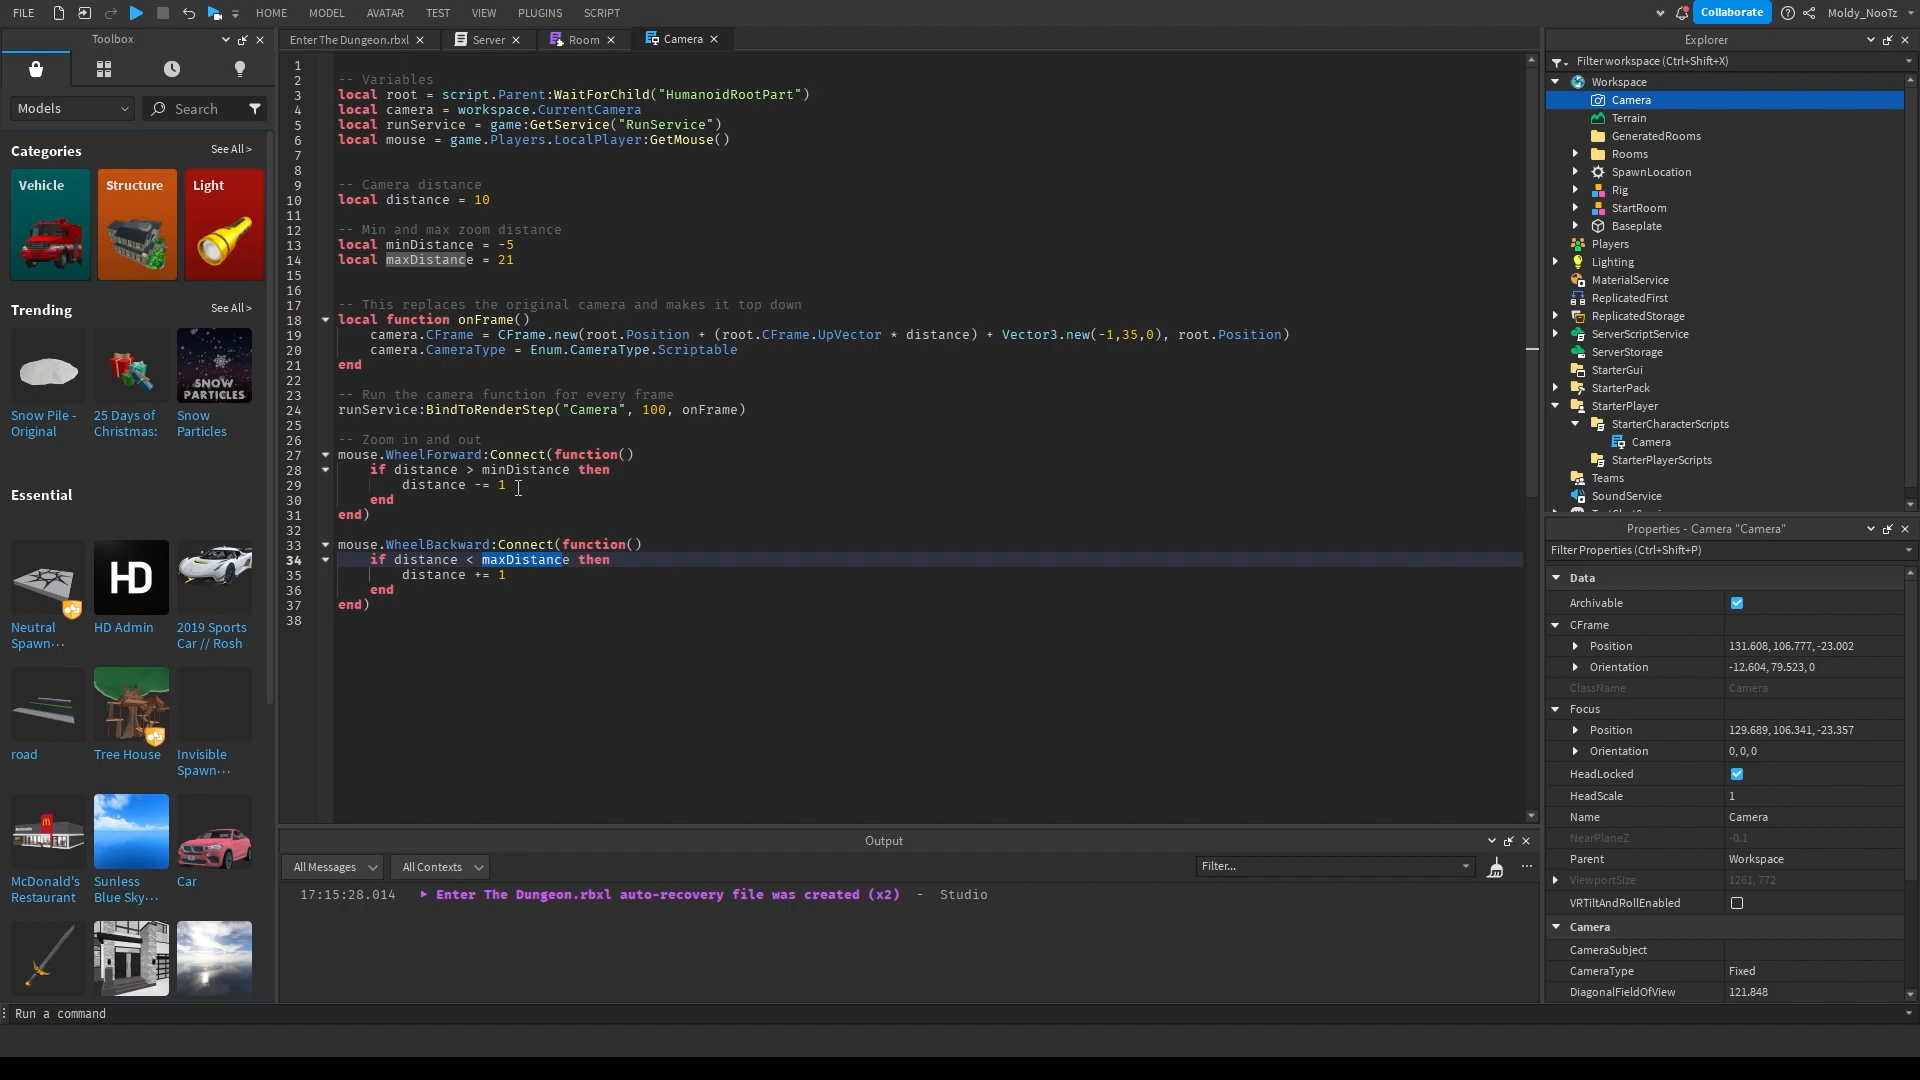 FILE
HOME
MODEL
AVATAR
TEST
VIEW
PLUGINS
SCRIPT
Collaborate
Moldy_NooTz
Toolbox
Models
Search
Categories
See All >
Vehicle
Structure
Light
Trending
See All >
SNOW
PARTICLES
Snow Pile -
Original
25 Days of
Christmas:
Snow
Particles
Essential
HD
Neutral
Spawn···
HD Admin
2019 Sports
Car // Rosh
road
Tree House
Invisible
Spawn···
McDonald's
Restaurant
Sunless
Blue Sky···
Car
Enter The Dungeon.rbxl
Server
Room
Camera
1
2 -- Variables
3 local root = script.Parent:WaitForChild("HumanoidRootPart")
4 local camera = workspace.CurrentCamera
5 local runService = game:GetService("RunService")
6 local mouse = game.Players.LocalPlayer:GetMouse()
7
8
9 -- Camera distance
10 local distance = 10
11
12 -- Min and max zoom distance
13 local minDistance = -5
14 local maxDistance = 21
15
16
17 -- This replaces the original camera and makes it top down
18 local function onFrame()
19 camera.CFrame = CFrame.new(root.Position + (root.CFrame.UpVector * distance) + Vector3.new(-1,35,0), root.Position)
20 camera.CameraType = Enum.CameraType.Scriptable
21 end
22
23 -- Run the camera function for every frame
24 runService:BindToRenderStep("Camera", 100, onFrame)
25
26 -- Zoom in and out
27 mouse.WheelForward:Connect(function()
28 if distance > minDistance then
29 distance -= 1
30 end
31 end)
32
33 mouse.WheelBackward:Connect(function()
34 if distance < maxDistance then
35 distance += 1
36 end
37 end)
38
Output
All Messages
All Contexts
Filter...
17:15:28.014 Enter The Dungeon.rbxl auto-recovery file was created (x2) - Studio
Run a command
Explorer
Filter workspace (Ctrl+Shift+X)
Workspace
Camera
Terrain
GeneratedRooms
Rooms
SpawnLocation
Rig
StartRoom
Baseplate
Players
Lighting
MaterialService
ReplicatedFirst
ReplicatedStorage
ServerScriptService
ServerStorage
StarterGui
StarterPack
StarterPlayer
StarterCharacterScripts
Camera
StarterPlayerScripts
Teams
SoundService
Properties - Camera "Camera"
Filter Properties (Ctrl+Shift+P)
Data
Archivable
CFrame
Position 131.608, 106.777, -23.002
Orientation -12.604, 79.523, 0
ClassName Camera
Focus
Position 129.689, 106.341, -23.357
Orientation 0, 0, 0
HeadLocked
HeadScale 1
Name Camera
NearPlaneZ -0.1
Parent Workspace
ViewportSize 1261, 772
VRTiltAndRollEnabled
Camera
CameraSubject
CameraType Fixed
DiagonalFieldOfView 121.848